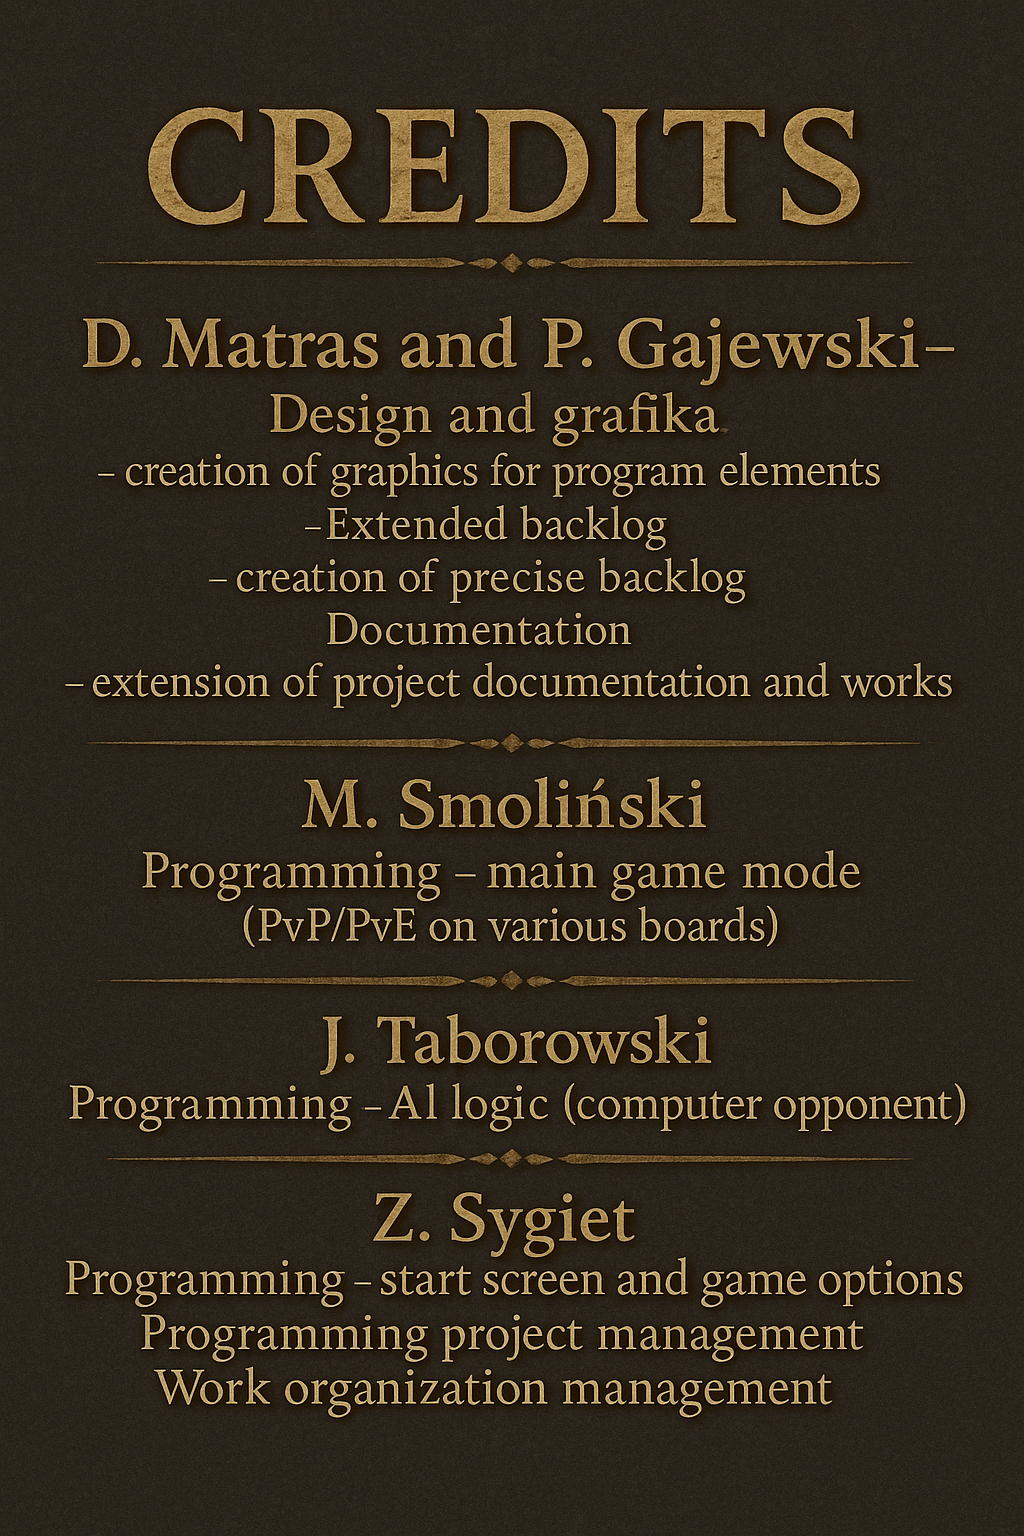 CREDITS
D. Matras and P. Gajewski–
Design and grafika
– creation of graphics for program elements
–Extended backlog
– creation of precise backlog
Documentation
– extension of project documentation and works
M. Smoliński
Programming – main game mode
(PvP/PvE on various boards)
J. Taborowski
Programming – Al logic (computer opponent)
Z. Sygiet
Programming – start screen and game options
Programming project management
Work organization management